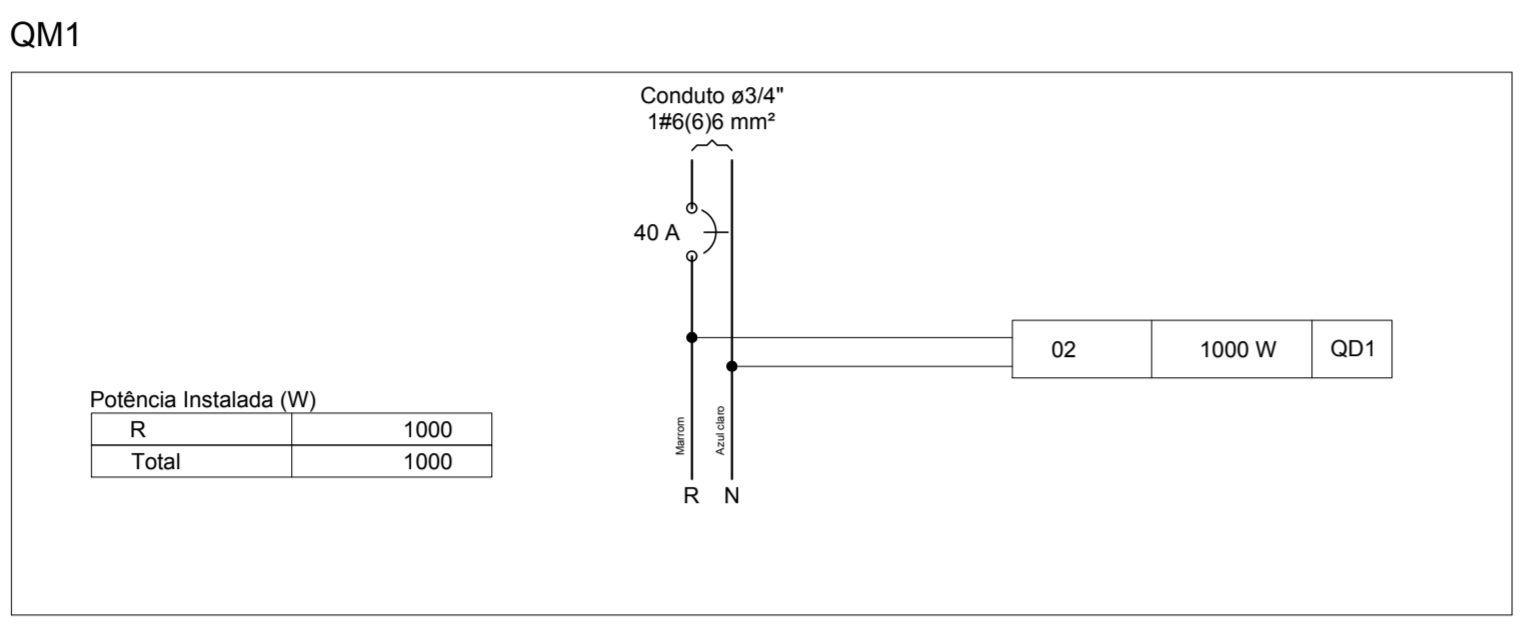 QM1
Conduto ø3/4"
1#6(6)6 mm²
40 A
02 1000 W QD1
Potência Instalada (W)
R 1000
Total 1000
Marrom
Azul claro
R N